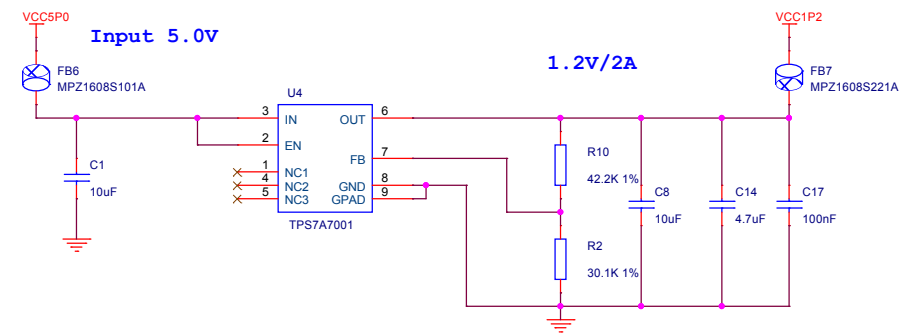 VCC5P0
VCC1P2
Input 5.0V
1.2V/2A
FB6
MPZ1608S101A
FB7
MPZ1608S221A
U4
3
IN
OUT
6
2
EN
FB
7
1
NC1
4
NC2
5
NC3
GND
8
GPAD
9
TPS7A7001
C1
10uF
R10
42.2K 1%
R2
30.1K 1%
C8
10uF
C14
4.7uF
C17
100nF